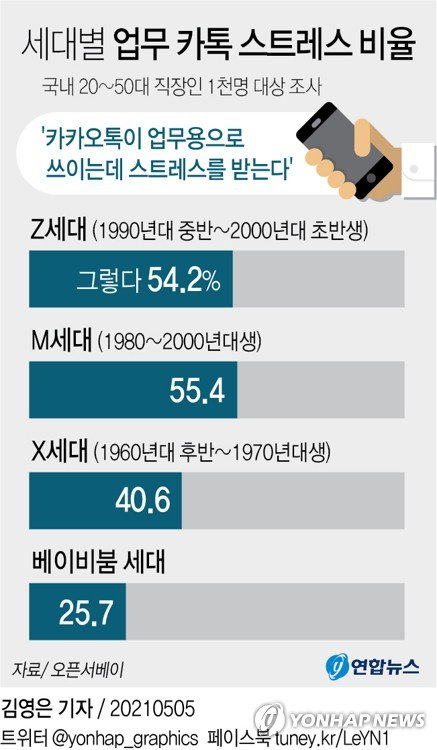 세대별 업무 카톡 스트레스 비율
국내 20～50대 직장인 1천명 대상 조사
'카카오톡이 업무용으로
쓰이는데 스트레스를 받는다'
Z세대 (1990년대 중반～2000년대 초반생)
그렇다 54.2%
M세대 (1980～2000년대생)
55.4
X세대 (1960년대 후반～1970년대생)
40.6
베이비붐 세대
25.7
자료/ 오픈서베이
연합뉴스
김영은 기자 / 20210505
YONHAP NEWS
트위터 @yonhap_graphics 페이스북 tuney.kr/LeYN1